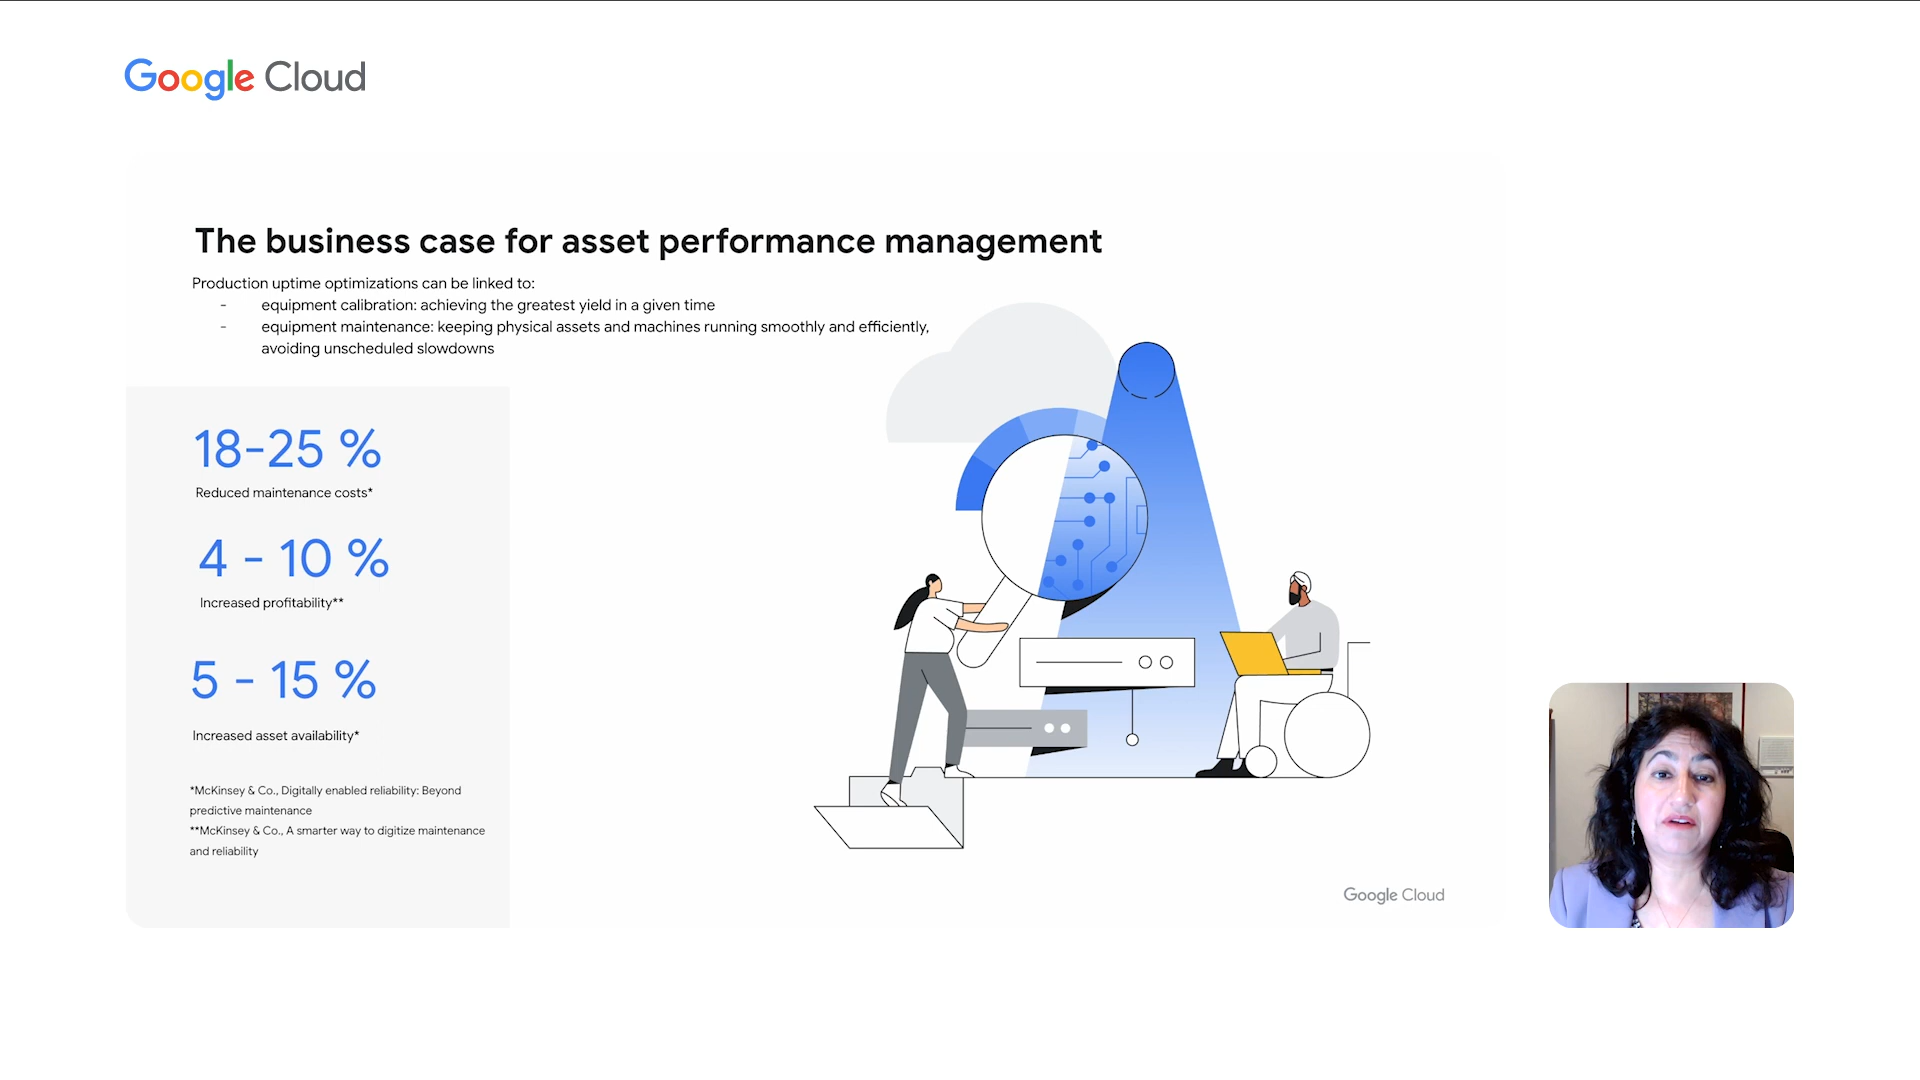 Google Cloud
The business case for asset performance management
Production uptime optimizations can be linked to:
- equipment calibration: achieving the greatest yield in a given time
- equipment maintenance: keeping physical assets and machines running smoothly and efficiently,
avoiding unscheduled slowdowns
18-25 %
Reduced maintenance costs*
4 - 10 %
Increased profitability**
5 - 15 %
Increased asset availability*
*McKinsey & Co., Digitally enabled reliability: Beyond
predictive maintenance
**McKinsey & Co., A smarter way to digitize maintenance
and reliability
Google Cloud